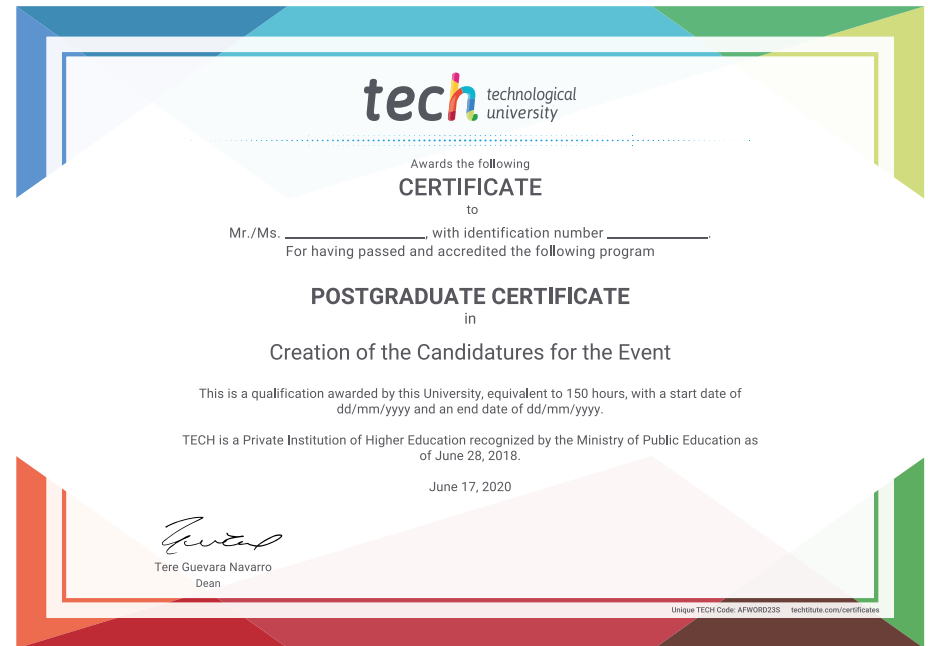 tech technological
university
Awards the following
CERTIFICATE
to
Mr./Ms. ____________, with identification number ____________.
For having passed and accredited the following program
POSTGRADUATE CERTIFICATE
in
Creation of the Candidatures for the Event
This is a qualification awarded by this University, equivalent to 150 hours, with a start date of
dd/mm/yyyy and an end date of dd/mm/yyyy.
TECH is a Private Institution of Higher Education recognized by the Ministry of Public Education as
of June 28, 2018.
June 17, 2020
Tere Guevara Navarro
Dean
Unique TECH Code: AFWORD23S techtitute.com/certificates